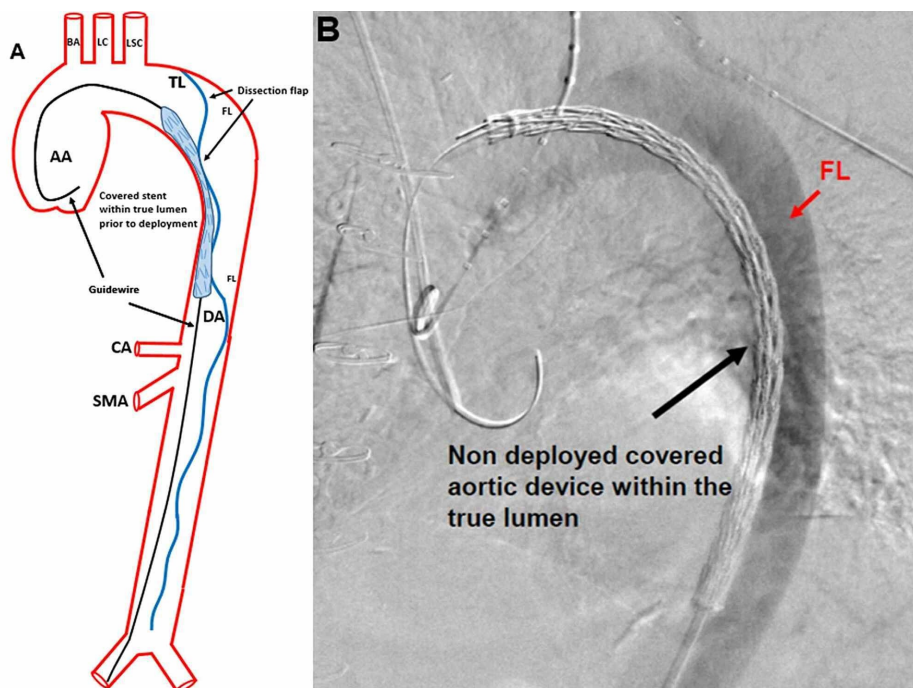 A
BA
LC
LSC
TL
Dissection flap
FL
AA
Covered stent
within true lumen
prior to deployment
Guidewire
FL
DA
CA
SMA
B
FL
Non deployed covered
aortic device within the
true lumen